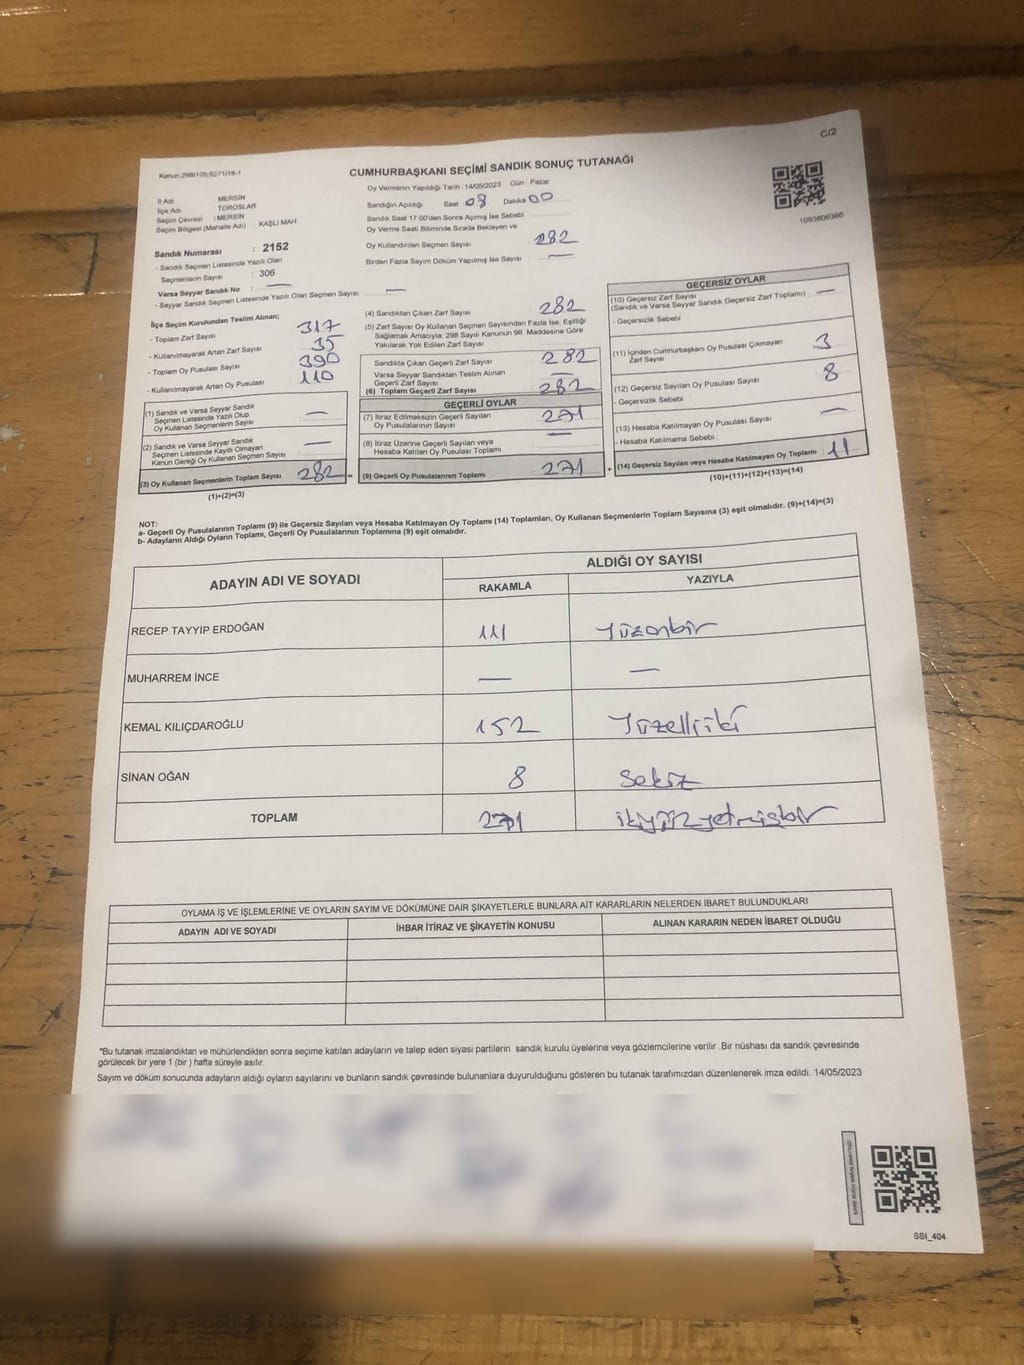 C/2
Kanun.298/105,6271/18-1
CUMHURBAŞKANI SEÇİMİ SANDIK SONUÇ TUTANAĞI
1093806366
İl Adı : MERSİN
İlçe Adı : TOROSLAR
Seçim Çevresi : MERSİN
Seçim Bölgesi (Mahalle Adı) : KAŞLI MAH
Sandık Numarası : 2152
- Sandık Seçmen Listesinde Yazılı Olan
Seçmenlerin Sayısı : 306
Varsa Seyyar Sandık No : —
- Seyyar Sandık Seçmen Listesinde Yazılı Olan Seçmen Sayısı: —
Oy Vermenin Yapıldığı Tarih :14/05/2023 Gün : Pazar
Sandığın Açıldığı Saat 08 Dakika 00
Sandık Saat 17:00'den Sonra Açımış İse Sebebi
Oy Verme Saati Bitiminde Sırada Bekleyen ve
Oy Kullandırılan Seçmen Sayısı 282
Birden Fazla Sayım Döküm Yapılmış İse Sayısı —
İlçe Seçim Kurulundan Teslim Alınan;
- Toplam Zarf Sayısı 317
- Kullanılmayarak Artan Zarf Sayısı 35
- Toplam Oy Pusulası Sayısı 390
- Kullanılmayarak Artan Oy Pusulası 110
(1) Sandık ve Varsa Seyyar Sandık
Seçmen Listesinde Yazılı Olup
Oy Kullanan Seçmenlerin Sayısı —
(2) Sandık ve Varsa Seyyar Sandık
Seçmen Listesinde Kayıtlı Olmayan
Kanun Gereği Oy Kullanan Seçmen Sayısı —
(3) Oy Kullanan Seçmenlerin Toplam Sayısı 282 =
(1)+(2)=(3)
(4) Sandıktan Çıkan Zarf Sayısı 282
(5) Zarf Sayısı Oy Kullanan Seçmen Sayısından Fazla İse, Eşitliği
Sağlamak Amacıyla; 298 Sayılı Kanunun 98. Maddesine Göre
Yakılarak Yok Edilen Zarf Sayısı
Sandıkta Çıkan Geçerli Zarf Sayısı 282
Varsa Seyyar Sandıktan Teslim Alınan
Geçerli Zarf Sayısı —
(6) Toplam Geçerli Zarf Sayısı 282
GEÇERLİ OYLAR
(7) İtiraz Edilmeksizin Geçerli Sayılan
Oy Pusulası Sayısı 271
(8) İtiraz Üzerine Geçerli Sayılan veya
Hesaba Katılan Oy Pusulası Toplamı —
(9) Geçerli Oy Pusulalarının Toplamı 271 +
GEÇERSİZ OYLAR
(10) Geçersiz Zarf Sayısı
(Sandık ve Varsa Seyyar Sandık Geçersiz Zarf Toplamı) : —
- Geçersizlik Sebebi
(11) İçinden Cumhurbaşkanı Oy Pusulası Çıkmayan
Zarf Sayısı 3
(12) Geçersiz Sayılan Oy Pusulası Sayısı 8
- Geçersizlik Sebebi :
(13) Hesaba Katılmayan Oy Pusulası Sayısı —
- Hesaba Katılmama Sebebi :
(14) Geçersiz Sayılan veya Hesaba Katılmayan Oy Toplamı : 11
(10)+(11)+(12)+(13)=(14)
NOT:
a- Geçerli Oy Pusulalarının Toplamı (9) ile Geçersiz Sayılan veya Hesaba Katılmayan Oy Toplamı (14) Toplamları, Oy Kullanan Seçmenlerin Toplam Sayısına (3) eşit olmalıdır. (9)+(14)=(3)
b- Adayların Aldığı Oyların Toplamı, Geçerli Oy Pusulalarının Toplamına (9) eşit olmalıdır.
ADAYIN ADI VE SOYADI ALDIĞI OY SAYISI
RAKAMLA YAZIYLA
RECEP TAYYİP ERDOĞAN 111 Yüzonbir
MUHARREM İNCE — —
KEMAL KILIÇDAROĞLU 152 Yüzelliiki
SİNAN OĞAN 8 Sekiz
TOPLAM 271 ikiyüzyetmişbir
OYLAMA İŞ VE İŞLEMLERİNE VE OYLARIN SAYIM VE DÖKÜMÜNE DAİR ŞİKAYETLERLE BUNLARA AİT KARARLARIN NELERDEN İBARET BULUNDUKLARI
ADAYIN ADI VE SOYADI İHBAR İTİRAZ VE ŞİKAYETİN KONUSU ALINAN KARARIN NEDEN İBARET OLDUĞU
*Bu tutanak imzalandıktan ve mühürlendikten sonra seçime katılan adayların ve talep eden siyasi partilerin sandık kurulu üyelerine veya gözlemcilerine verilir .Bir nüshası da sandık çevresinde
görülecek bir yere 1 (bir ) hafta süreyle asılır.
Sayım ve döküm sonucunda adayların aldığı oyların sayılarını ve bunların sandık çevresinde bulunanlara duyurulduğunu gösteren bu tutanak tarafımızdan düzenlenerek imza edildi. 14/05/2023
SSI_404